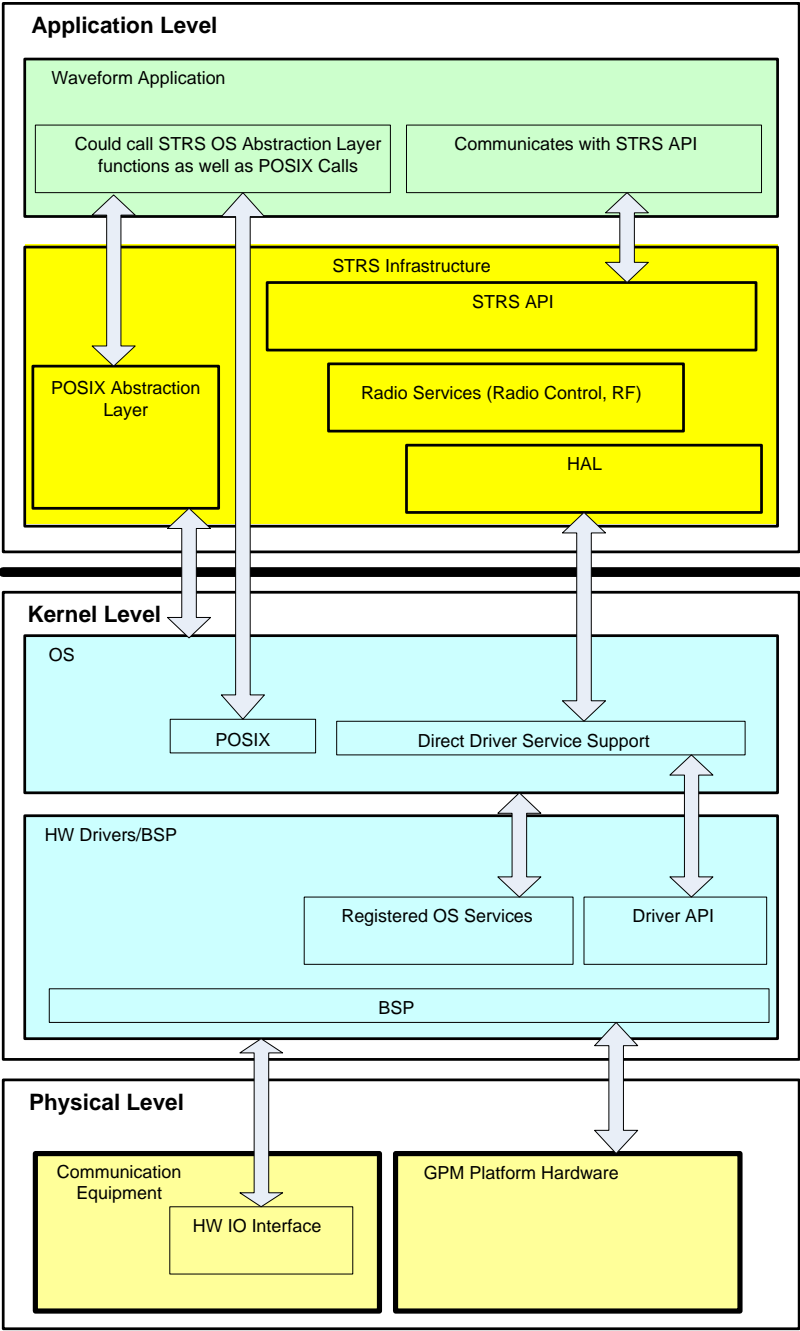 Application Level
Waveform Application
Could call STRS OS Abstraction Layer
functions as well as POSIX Calls
Communicates with STRS API
STRS Infrastructure
STRS API
POSIX Abstraction
Layer
Radio Services (Radio Control, RF)
HAL
Kernel Level
OS
POSIX
Direct Driver Service Support
HW Drivers/BSP
Registered OS Services
Driver API
BSP
Physical Level
Communication
Equipment
HW IO Interface
GPM Platform Hardware